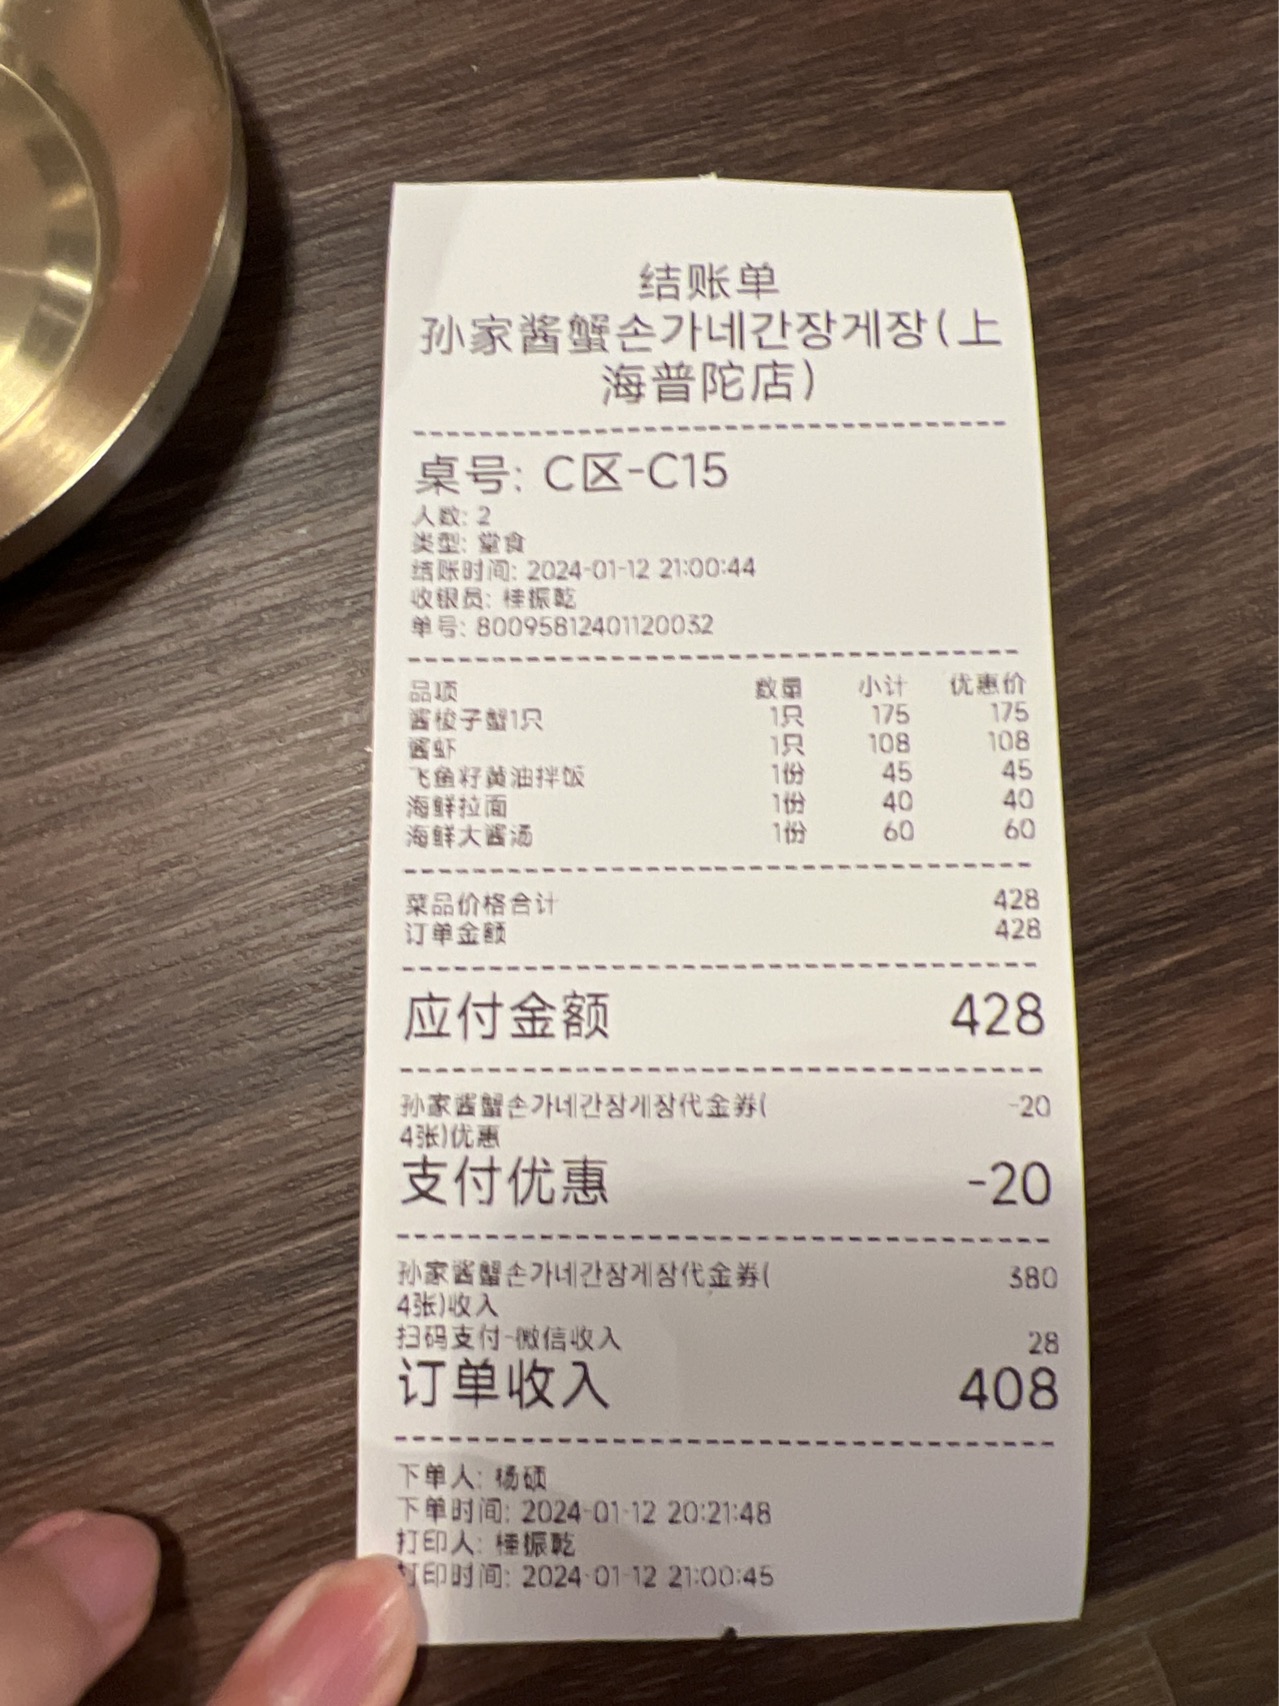 结账单
孙家酱蟹손가네간장게장(上
海普陀店)
桌号: C区-C15
人数: 2
类型: 堂食
结账时间: 2024-01-12 21:00:44
收银员: 桂振乾
单号: 80095812401120032
品项 数量 小计 优惠价
酱梭子蟹1只 1只 175 175
酱虾 1只 108 108
飞鱼籽黄油拌饭 1份 45 45
海鲜拉面 1份 40 40
海鲜大酱汤 1份 60 60
菜品价格合计 428
订单金额 428
应付金额 428
孙家酱蟹손가네간장게장代金券( -20
4张)优惠
支付优惠 -20
孙家酱蟹손가네간장게장代金券( 380
4张)收入
扫码支付-微信收入 28
订单收入 408
下单人: 杨硕
下单时间: 2024-01-12 20:21:48
打印人: 桂振乾
打印时间: 2024-01-12 21:00:45